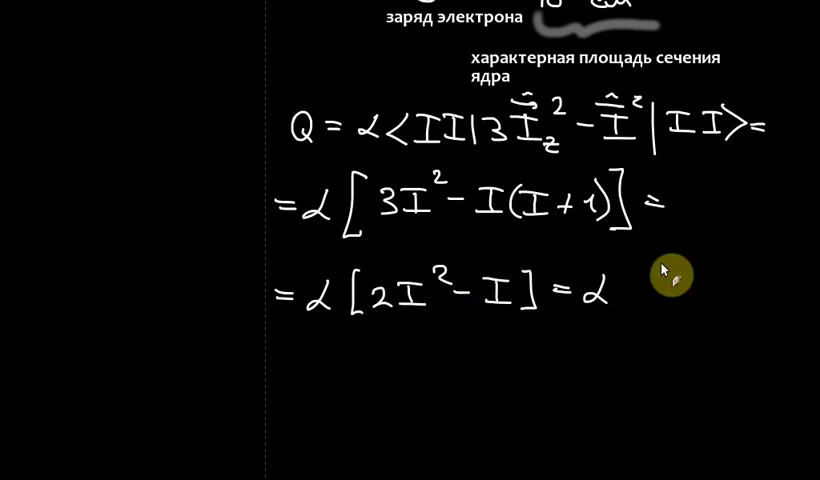 заряд электрона
характерная площадь сечения
ядра
Q = α<II|3Î_z² - Î²|II> =
= α[3I² - I(I+1)] =
= α[2I² - I] = α